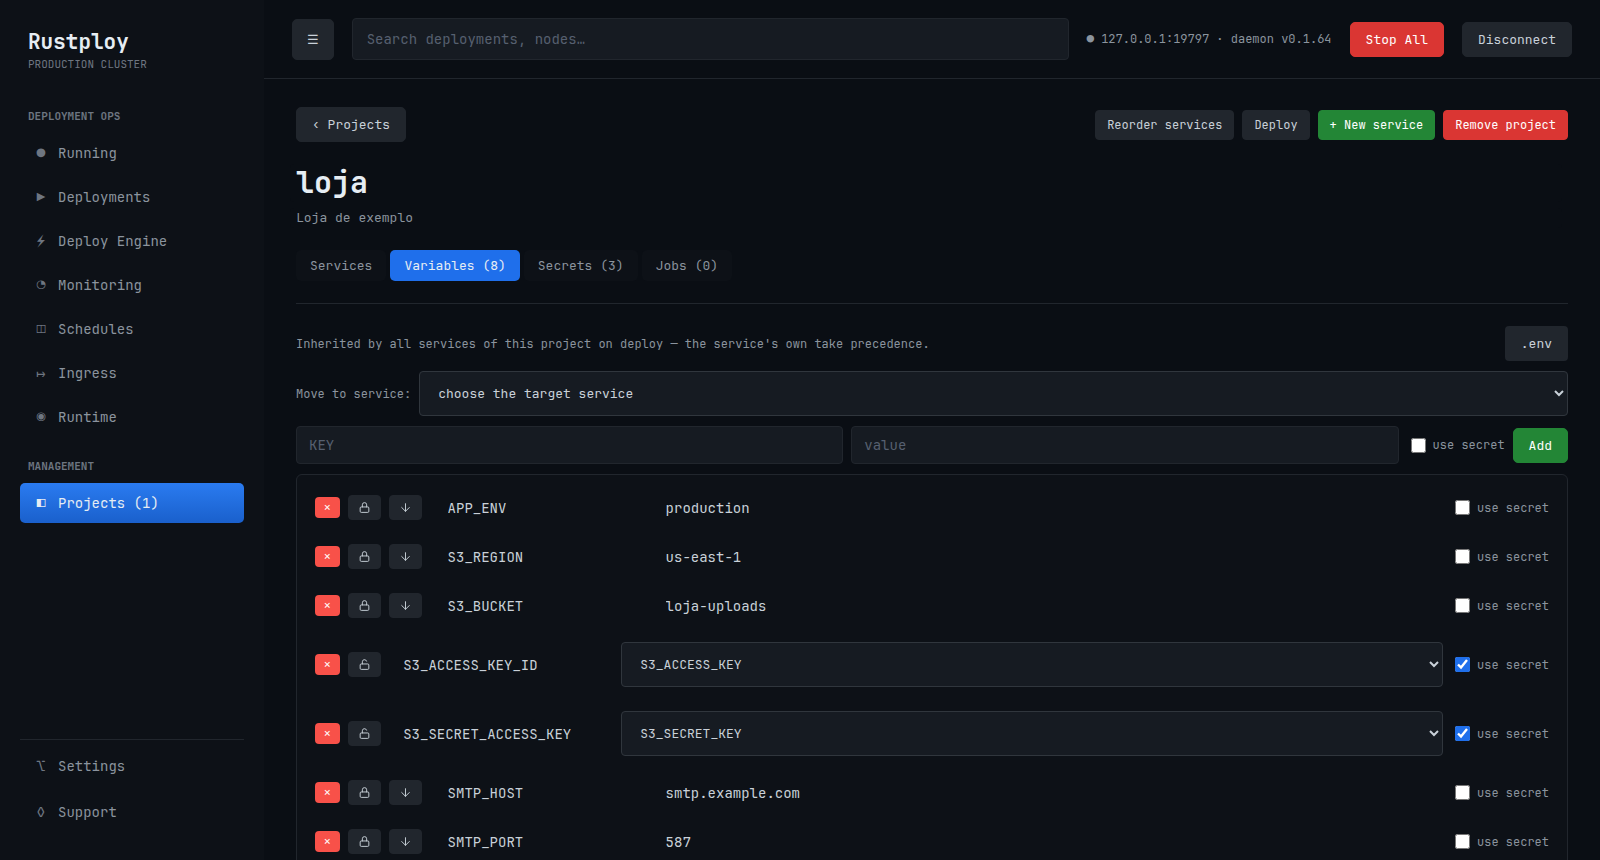 Rustploy
PRODUCTION CLUSTER
DEPLOYMENT OPS
Running
Deployments
Deploy Engine
Monitoring
Schedules
Ingress
Runtime
MANAGEMENT
Projects (1)
Settings
Support
Search deployments, nodes…
127.0.0.1:19797 · daemon v0.1.64
Stop All
Disconnect
‹ Projects
Reorder services
Deploy
+ New service
Remove project
loja
Loja de exemplo
Services
Variables (8)
Secrets (3)
Jobs (0)
Inherited by all services of this project on deploy — the service's own take precedence.
.env
Move to service:
choose the target service
KEY
value
use secret
Add
APP_ENV
production
use secret
S3_REGION
us-east-1
use secret
S3_BUCKET
loja-uploads
use secret
S3_ACCESS_KEY_ID
S3_ACCESS_KEY
use secret
S3_SECRET_ACCESS_KEY
S3_SECRET_KEY
use secret
SMTP_HOST
smtp.example.com
use secret
SMTP_PORT
587
use secret